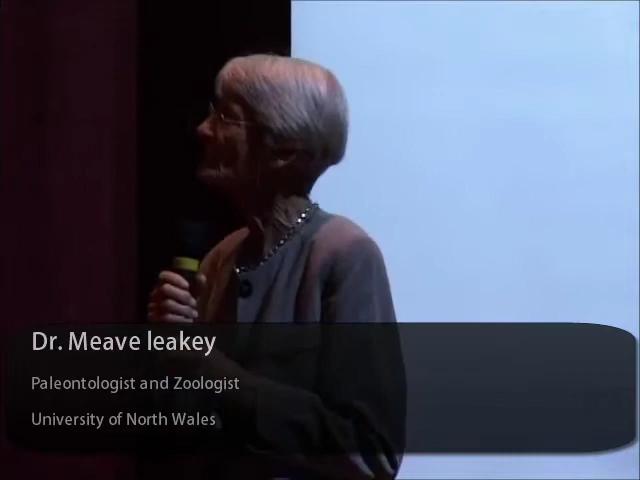 Dr. Meave leakey
Paleontologist and Zoologist
University of North Wales